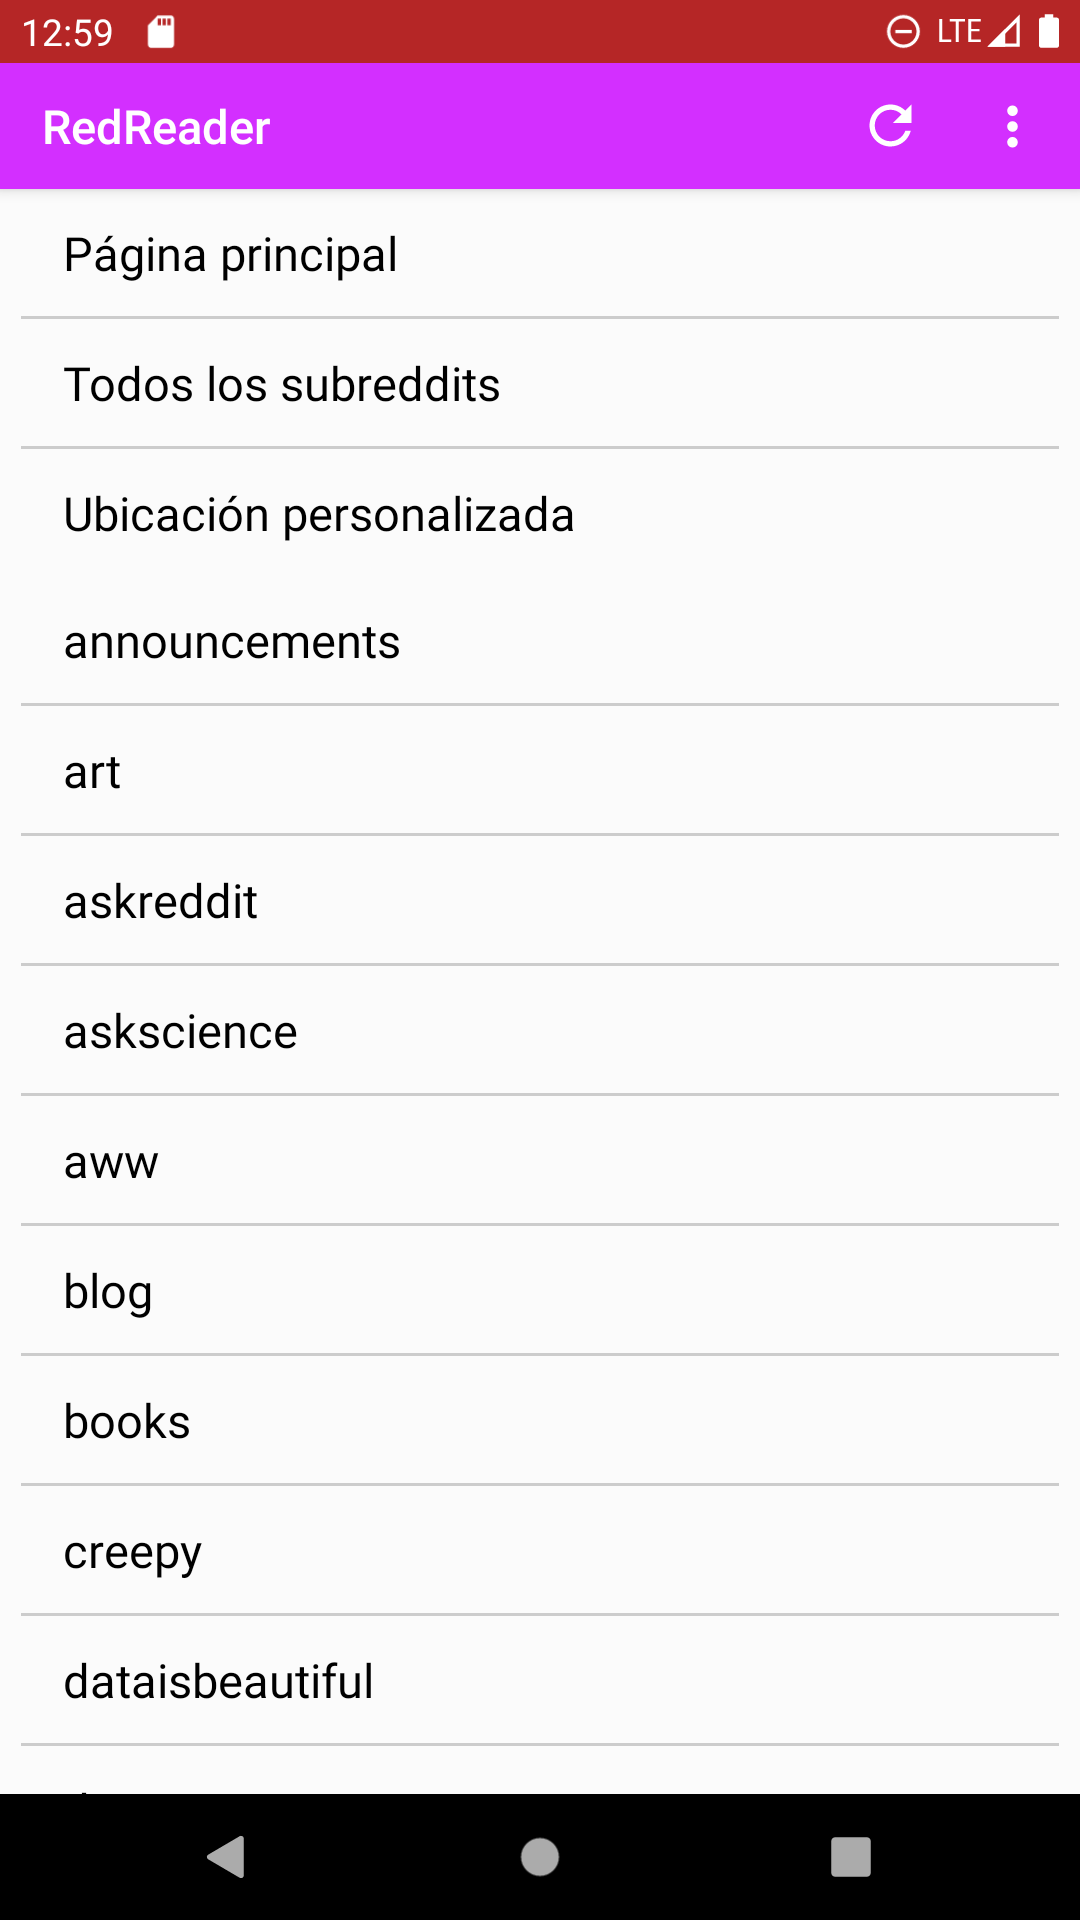 12:59
LTE
RedReader
Página principal
Todos los subreddits
Ubicación personalizada
announcements
art
askreddit
askscience
aww
blog
books
creepy
dataisbeautiful